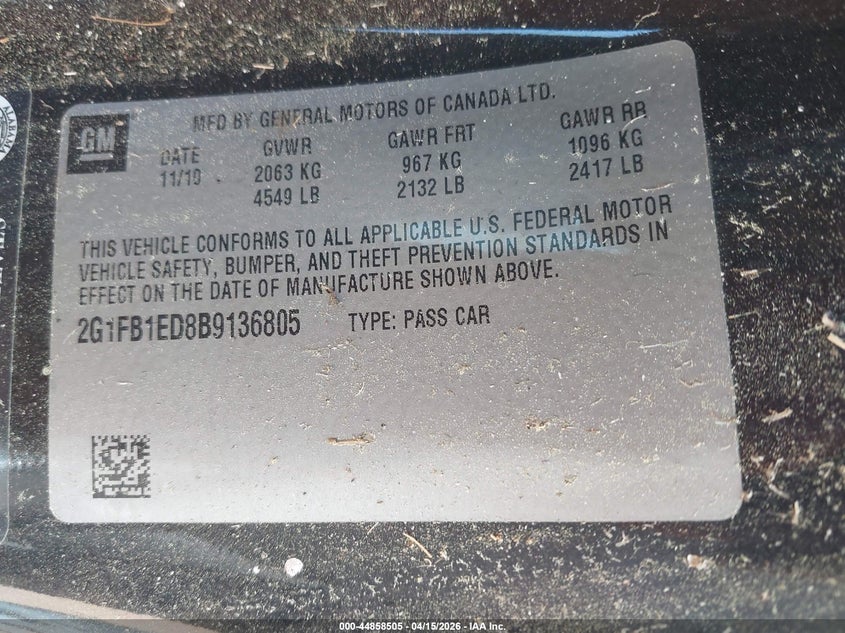 ALABAMA
GM
MFD BY GENERAL MOTORS OF CANADA LTD.
DATE GVWR GAWR FRT GAWR RR
11/10 2063 KG 967 KG 1096 KG
4549 LB 2132 LB 2417 LB
THIS VEHICLE CONFORMS TO ALL APPLICABLE U.S. FEDERAL MOTOR
VEHICLE SAFETY, BUMPER, AND THEFT PREVENTION STANDARDS IN
EFFECT ON THE DATE OF MANUFACTURE SHOWN ABOVE.
2G1FB1ED8B9136805 TYPE: PASS CAR
000-44858505 - 04/15/2026 - IAA Inc.